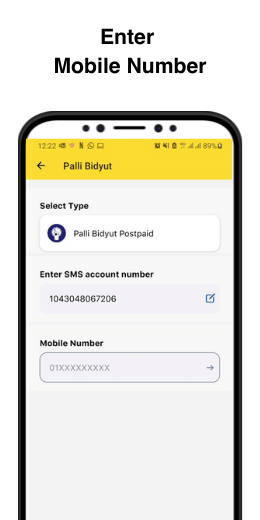 Enter
Mobile Number
12:22
89%
Palli Bidyut
Select Type
Palli Bidyut Postpaid
Enter SMS account number
1043048067206
Mobile Number
01XXXXXXXXX